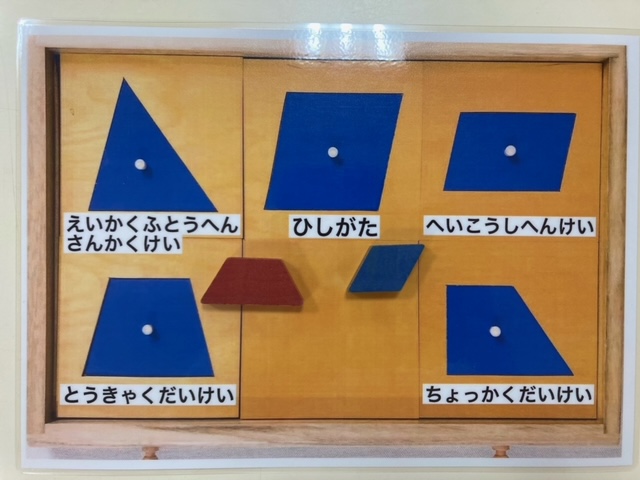 えいかくふとうへん
さんかくけい
ひしがた
へいこうしへんけい
とうきゃくだいけい
ちょっかくだいけい